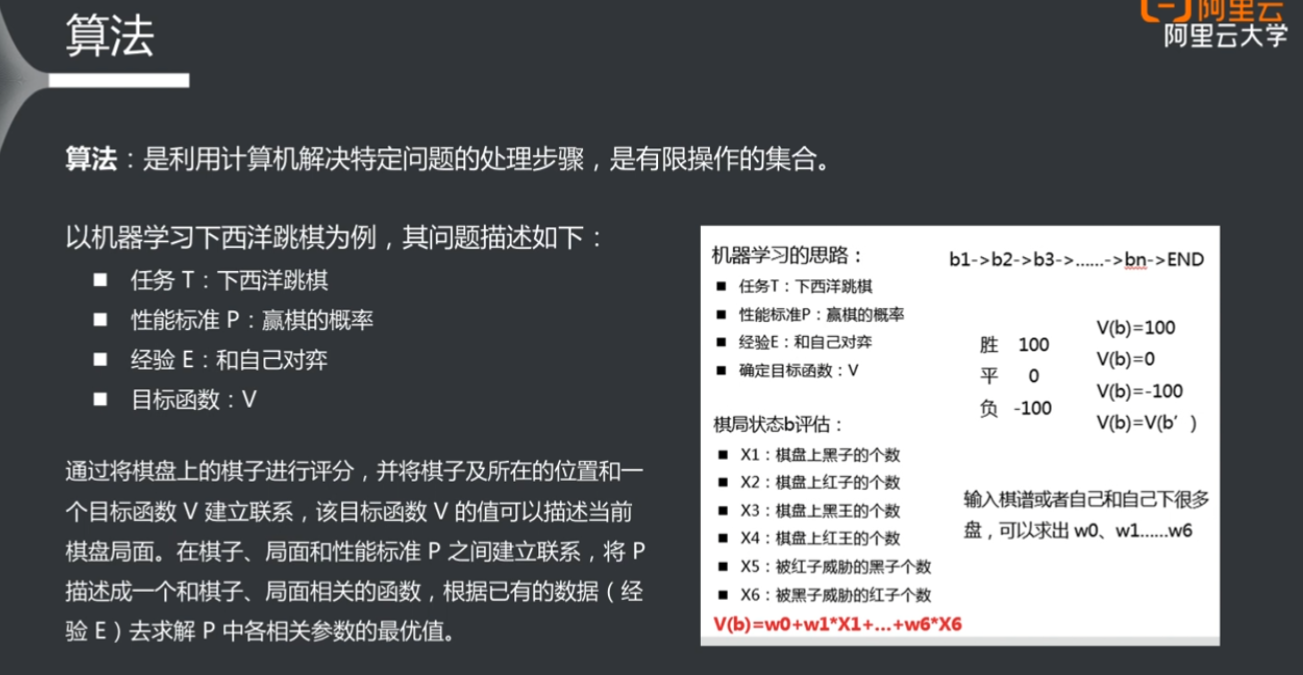 算法
阿里云
阿里云大学
算法：是利用计算机解决特定问题的处理步骤，是有限操作的集合。
以机器学习下西洋跳棋为例，其问题描述如下：
任务 T：下西洋跳棋
性能标准 P：赢棋的概率
经验 E：和自己对弈
目标函数：V
通过将棋盘上的棋子进行评分，并将棋子及所在的位置和一
个目标函数 V 建立联系，该目标函数 V 的值可以描述当前
棋盘局面。在棋子、局面和性能标准 P 之间建立联系，将 P
描述成一个和棋子、局面相关的函数，根据已有的数据（经
验 E）去求解 P 中各相关参数的最优值。
机器学习的思路：
任务T：下西洋跳棋
性能标准P：赢棋的概率
经验E：和自己对弈
确定目标函数：V
棋局状态b评估：
X1：棋盘上黑子的个数
X2：棋盘上红子的个数
X3：棋盘上黑王的个数
X4：棋盘上红王的个数
X5：被红子威胁的黑子个数
X6：被黑子威胁的红子个数
V(b)=w0+w1*X1+...+w6*X6
b1->b2->b3->......->bn->END
胜 100
平 0
负 -100
V(b)=100
V(b)=0
V(b)=-100
V(b)=V(b′ )
输入棋谱或者自己和自己下很多
盘，可以求出 w0、w1......w6